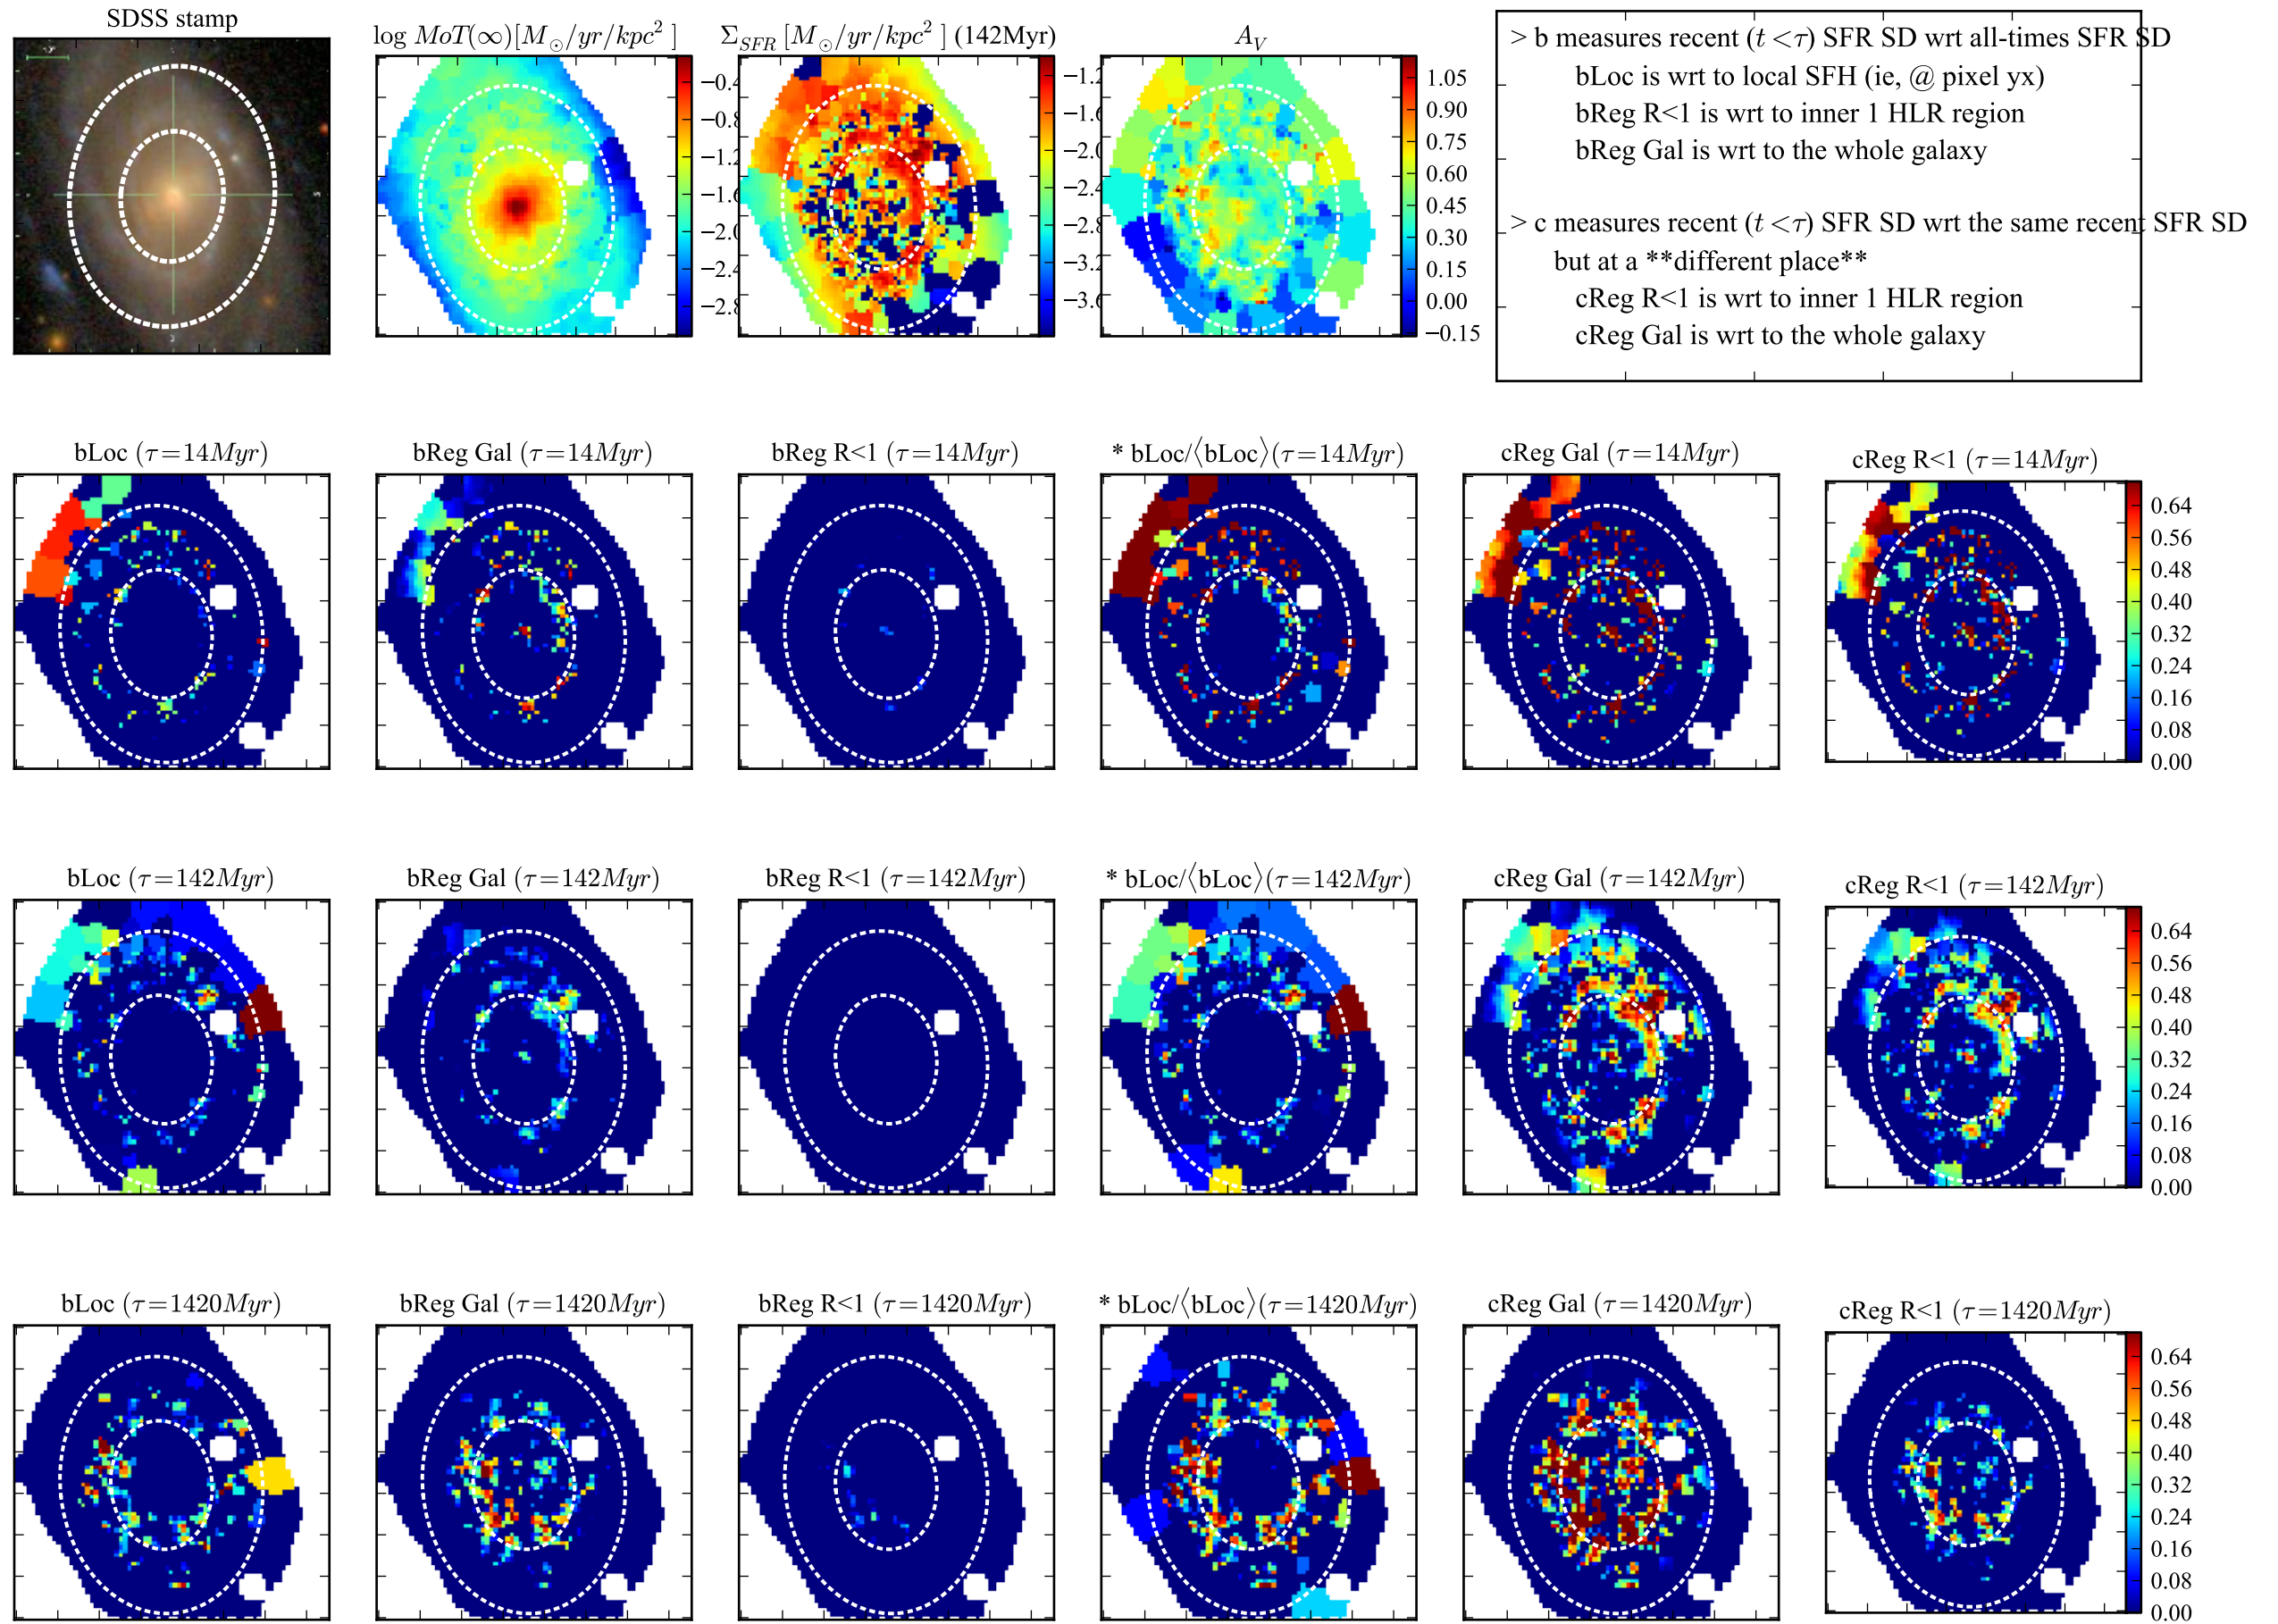 SDSS stamp
log MoT(∞)[M⊙/yr/kpc² ]
Σ_SFR [M⊙/yr/kpc² ] (142Myr)
A_V
−0.4
−0.8
−1.2
−1.6
−2.0
−2.4
−2.8
−1.2
−1.6
−2.0
−2.4
−2.8
−3.2
−3.6
1.05
0.90
0.75
0.60
0.45
0.30
0.15
0.00
−0.15
> b measures recent (t <τ) SFR SD wrt all-times SFR SD
bLoc is wrt to local SFH (ie, @ pixel yx)
bReg R<1 is wrt to inner 1 HLR region
bReg Gal is wrt to the whole galaxy
> c measures recent (t <τ) SFR SD wrt the same recent SFR SD
but at a **different place**
cReg R<1 is wrt to inner 1 HLR region
cReg Gal is wrt to the whole galaxy
bLoc (τ=14Myr)
bReg Gal (τ=14Myr)
bReg R<1 (τ=14Myr)
* bLoc/⟨bLoc⟩(τ=14Myr)
cReg Gal (τ=14Myr)
cReg R<1 (τ=14Myr)
0.64
0.56
0.48
0.40
0.32
0.24
0.16
0.08
0.00
bLoc (τ=142Myr)
bReg Gal (τ=142Myr)
bReg R<1 (τ=142Myr)
* bLoc/⟨bLoc⟩(τ=142Myr)
cReg Gal (τ=142Myr)
cReg R<1 (τ=142Myr)
0.64
0.56
0.48
0.40
0.32
0.24
0.16
0.08
0.00
bLoc (τ=1420Myr)
bReg Gal (τ=1420Myr)
bReg R<1 (τ=1420Myr)
* bLoc/⟨bLoc⟩(τ=1420Myr)
cReg Gal (τ=1420Myr)
cReg R<1 (τ=1420Myr)
0.64
0.56
0.48
0.40
0.32
0.24
0.16
0.08
0.00